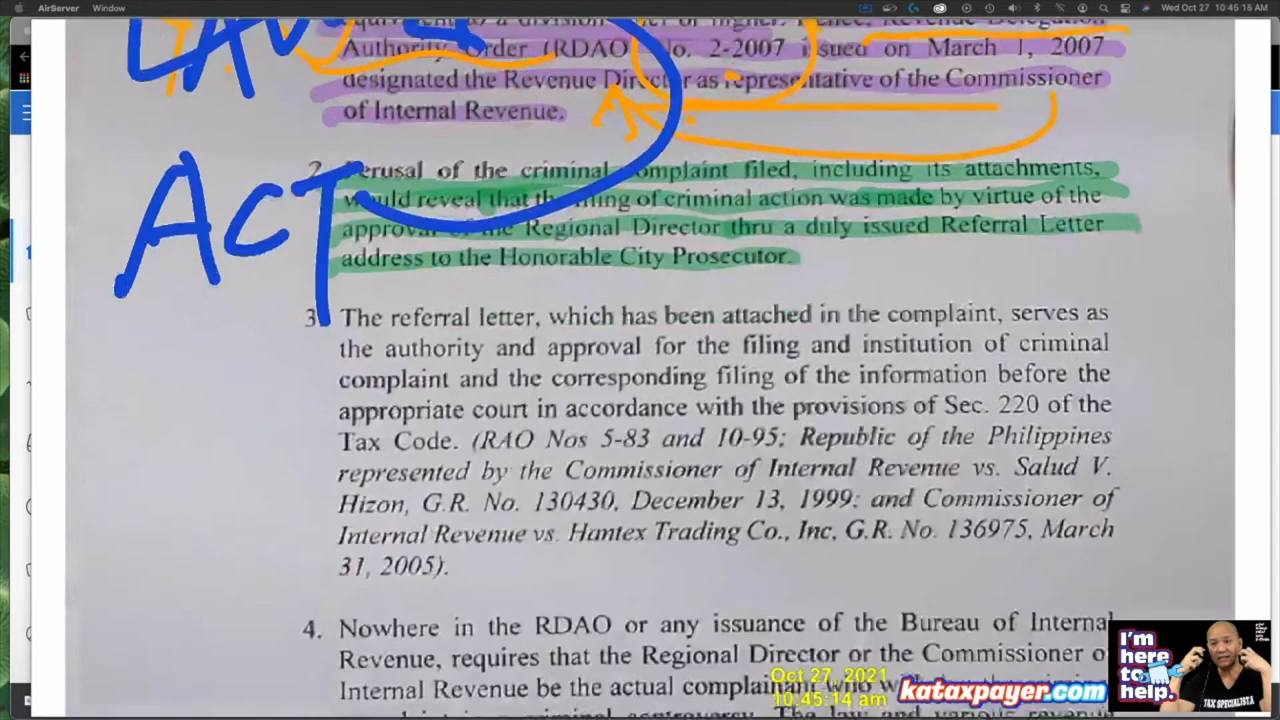 AirServer Window Wed Oct 27 10:45:15 AM
LAW
Authority Order (RDAO No. 2-2007 issued on March 1, 2007
designated the Revenue Director as representative of the Commissioner
of Internal Revenue.
ACT
2. Perusal of the criminal complaint filed, including its attachments,
would reveal that the filing of criminal action was made by virtue of the
approval of the Regional Director thru a duly issued Referral Letter
address to the Honorable City Prosecutor.
3. The referral letter, which has been attached in the complaint, serves as
the authority and approval for the filing and institution of criminal
complaint and the corresponding filing of the information before the
appropriate court in accordance with the provisions of Sec. 220 of the
Tax Code. (RAO Nos 5-83 and 10-95; Republic of the Philippines
represented by the Commissioner of Internal Revenue vs. Salud V.
Hizon, G.R. No. 130430, December 13, 1999; and Commissioner of
Internal Revenue vs. Hantex Trading Co., Inc, G.R. No. 136975, March
31, 2005).
4. Nowhere in the RDAO or any issuance of the Bureau of Internal
Revenue, requires that the Regional Director or the Commissioner o
Internal Revenue be the actual complainant who
Oct 27, 2021
10:45:14 am
kataxpayer.com
I'm
here
to
help.
TAX SPECIALISTA